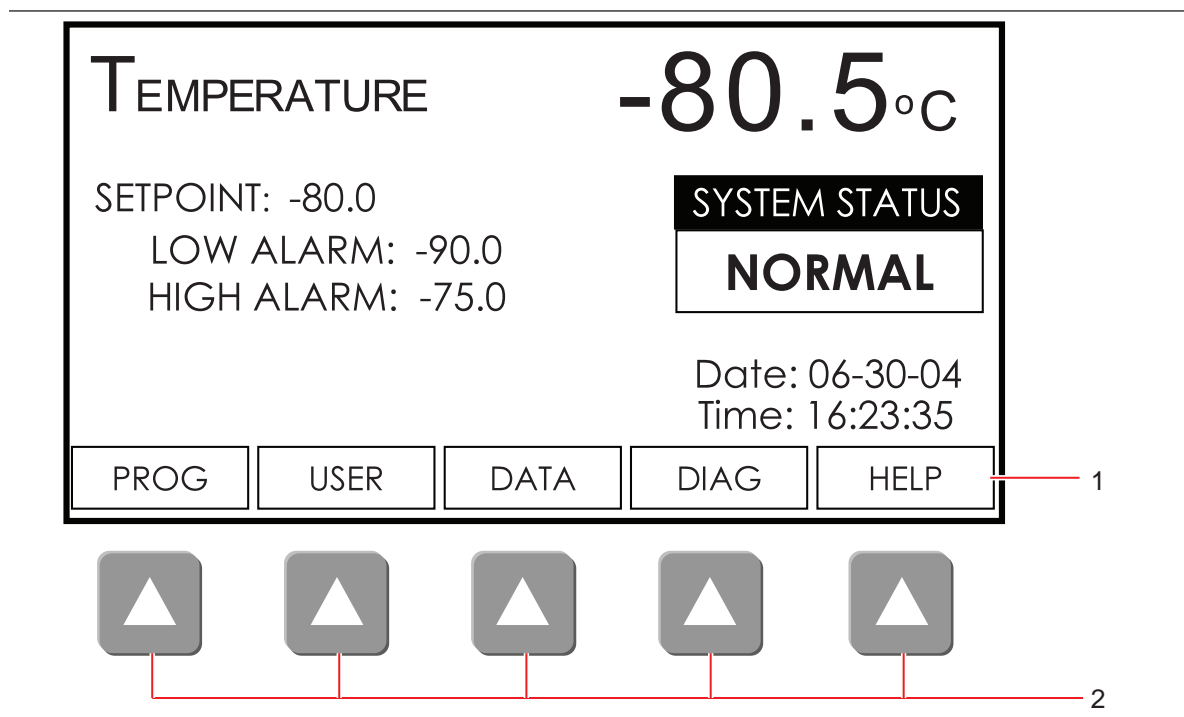 TEMPERATURE -80.5°C
SETPOINT: -80.0
LOW ALARM: -90.0
HIGH ALARM: -75.0
SYSTEM STATUS
NORMAL
Date: 06-30-04
Time: 16:23:35
PROG USER DATA DIAG HELP
1
2